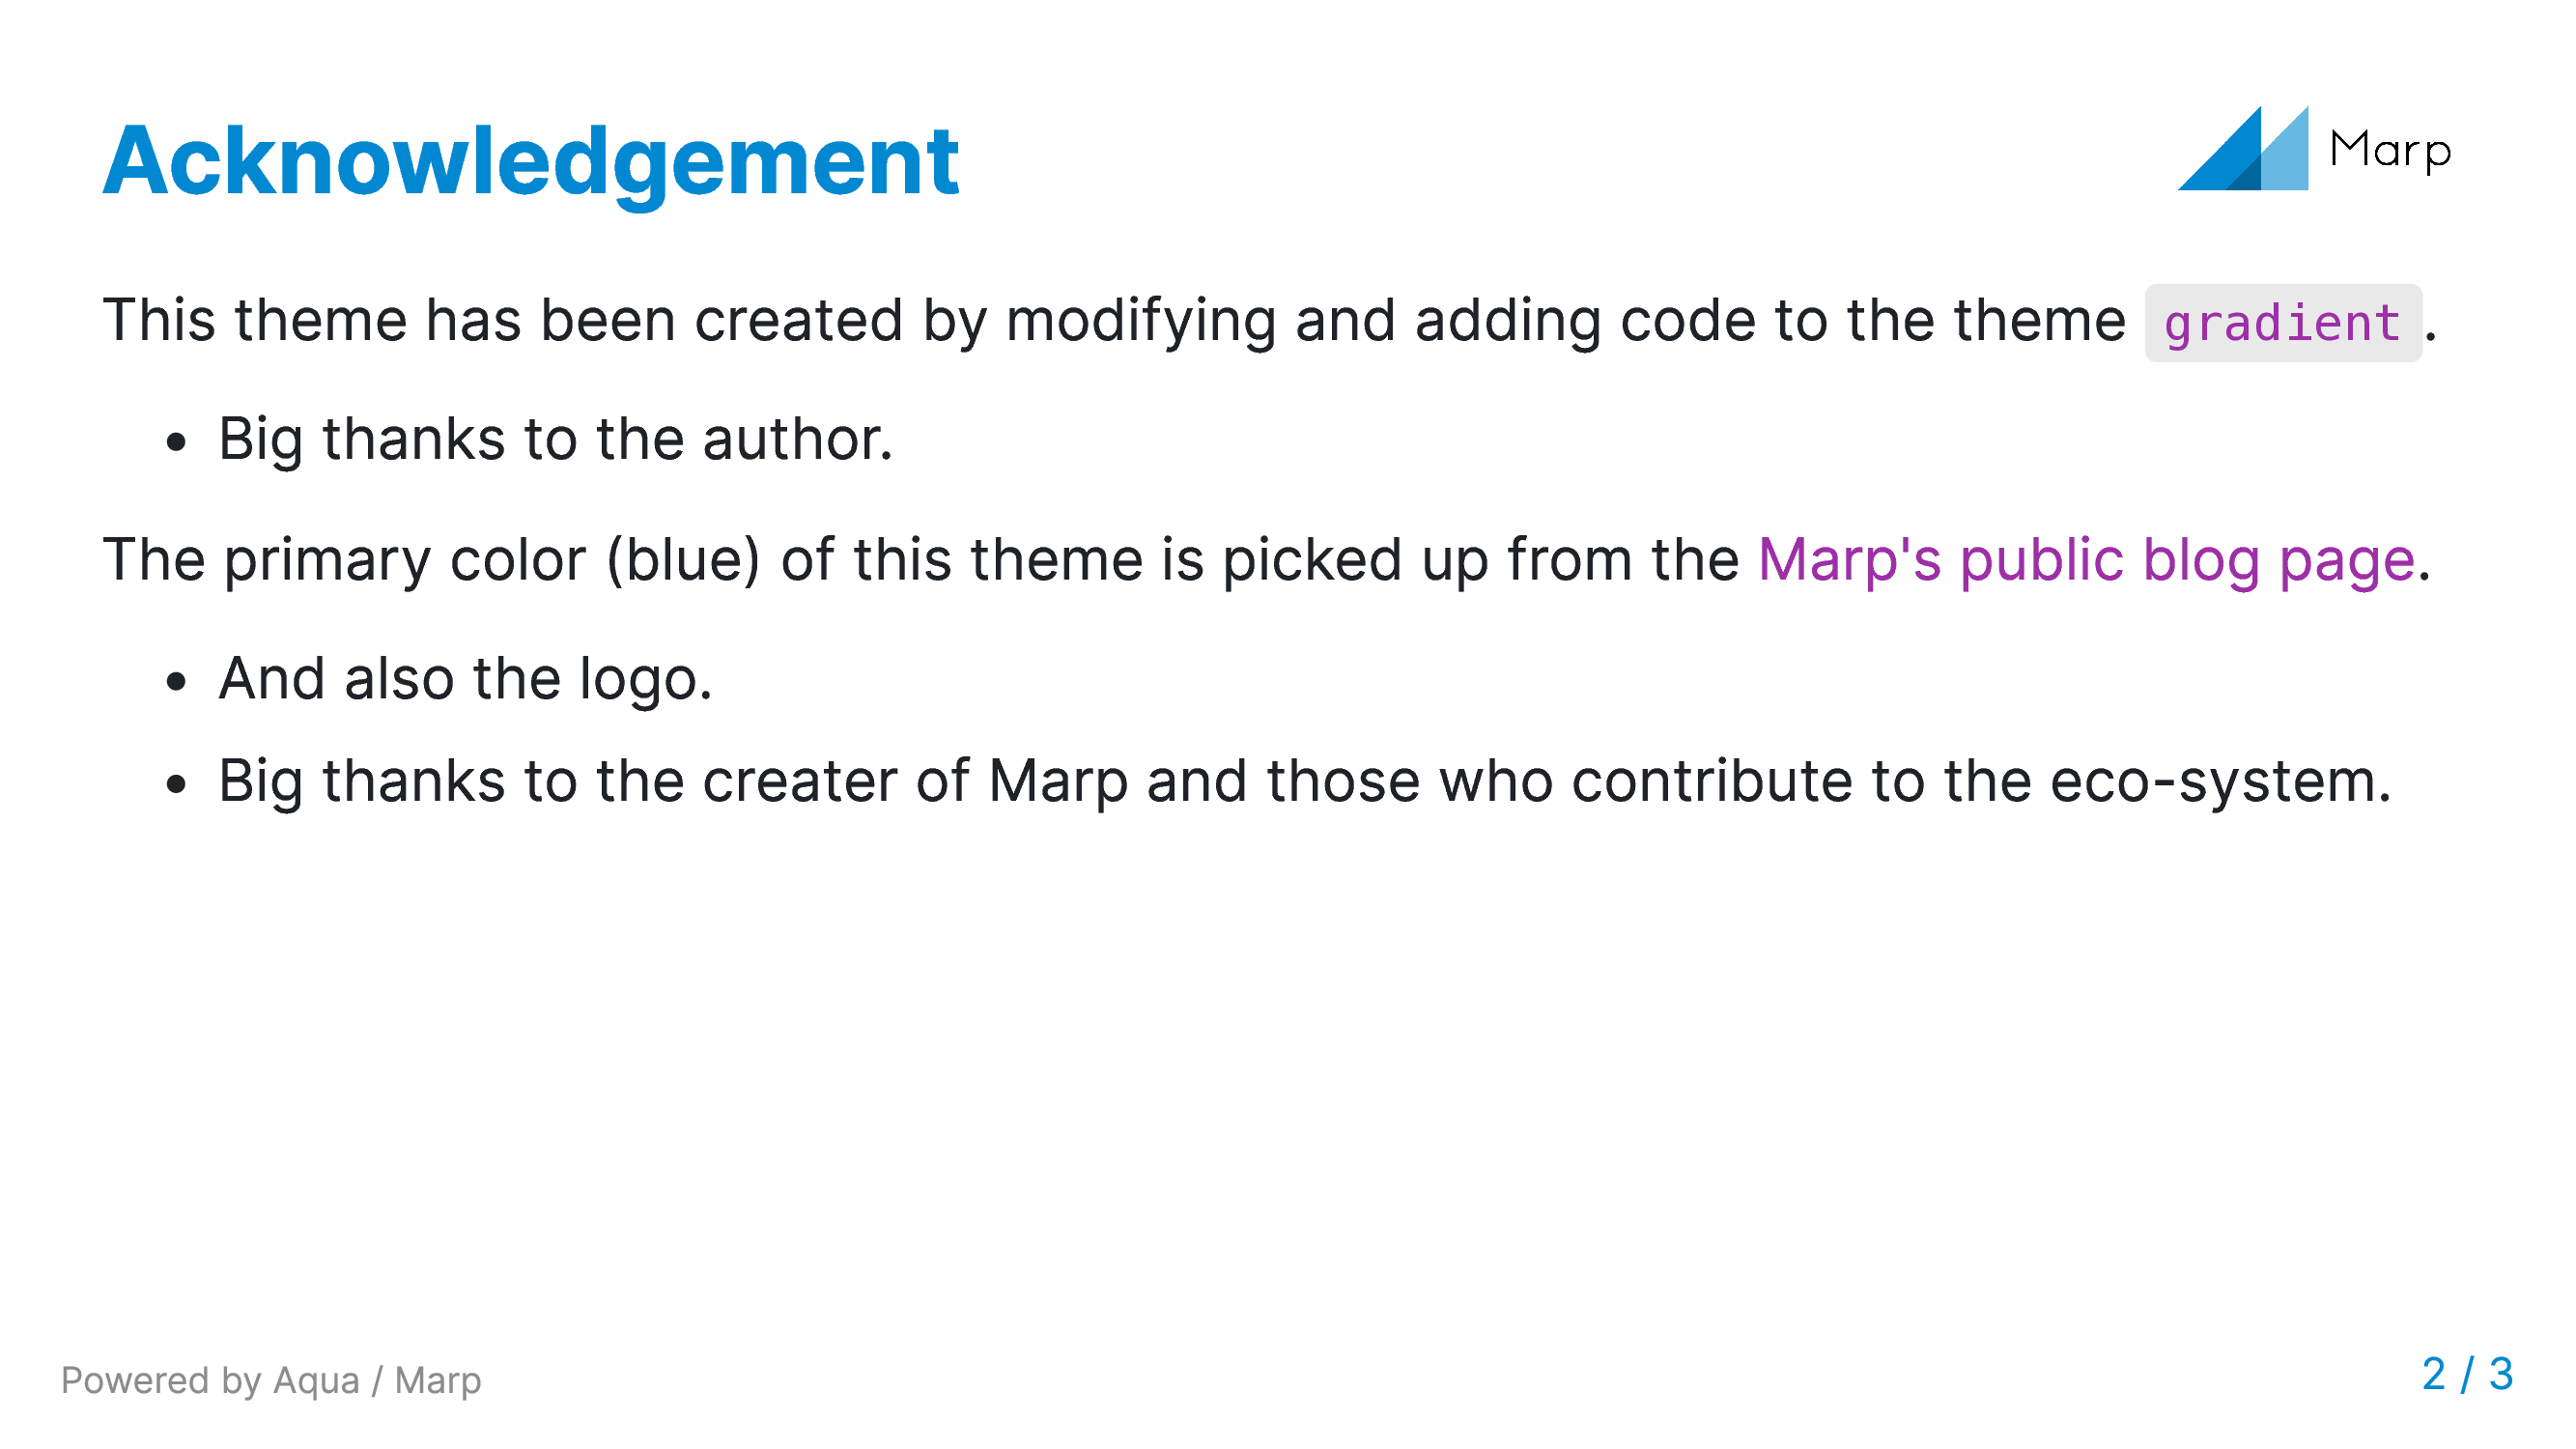 Acknowledgement
Marp
This theme has been created by modifying and adding code to the theme gradient.
• Big thanks to the author.
The primary color (blue) of this theme is picked up from the Marp's public blog page.
• And also the logo.
• Big thanks to the creater of Marp and those who contribute to the eco-system.
Powered by Aqua / Marp
2 / 3